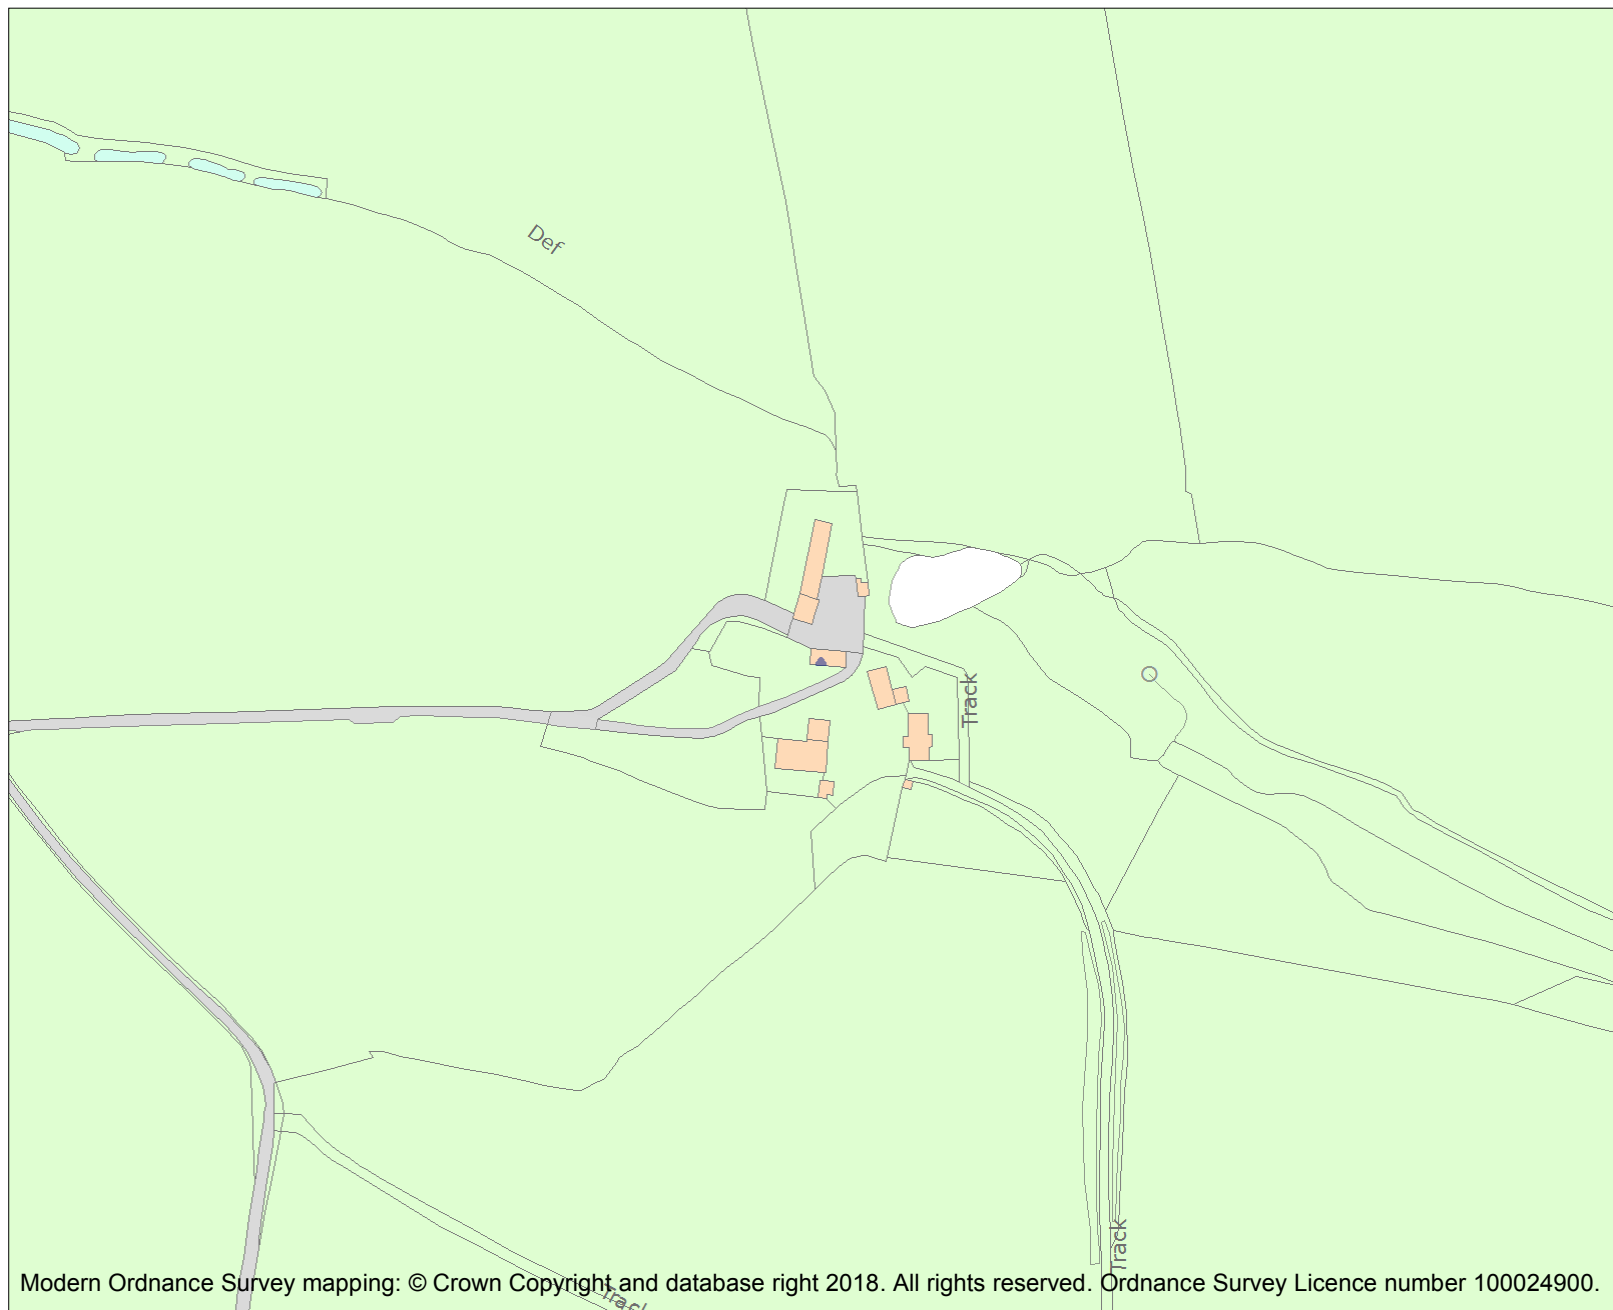 Def
Track
Track
Track
Modern Ordnance Survey mapping: © Crown Copyright and database right 2018. All rights reserved. Ordnance Survey Licence number 100024900.